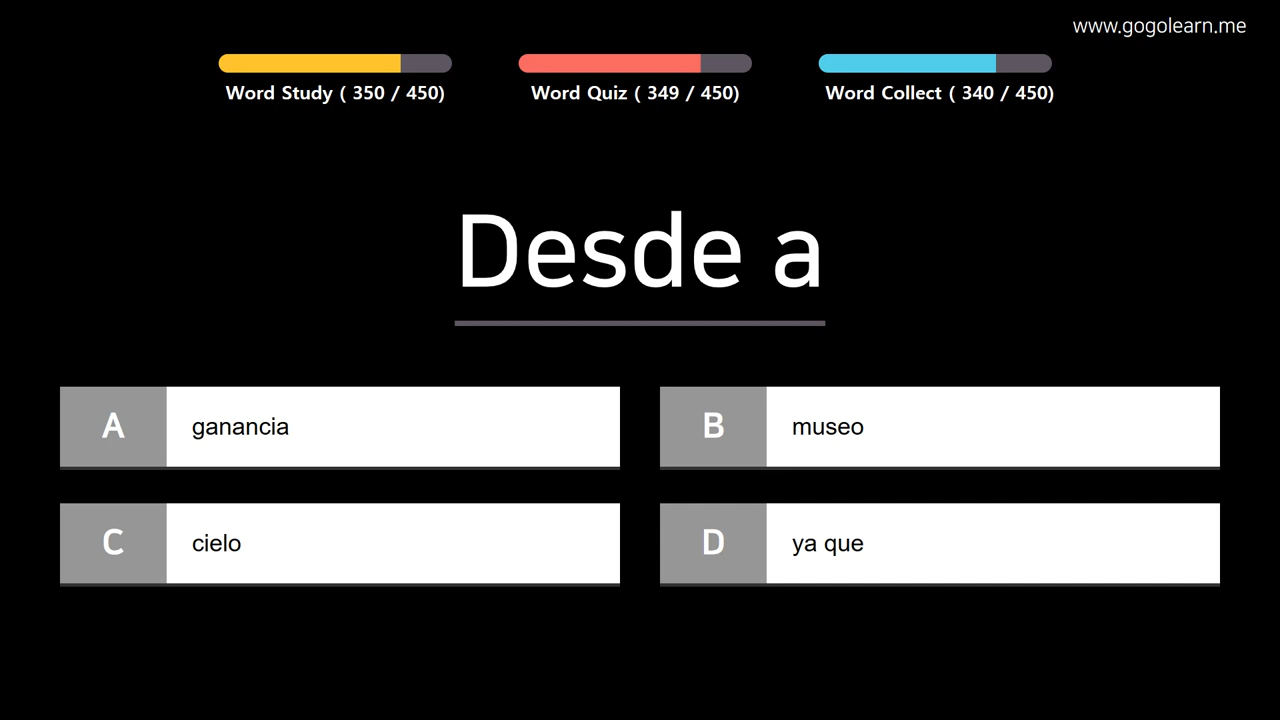 www.gogolearn.me
Word Study ( 350 / 450)
Word Quiz ( 349 / 450)
Word Collect ( 340 / 450)
Desde a
A ganancia
B museo
C cielo
D ya que